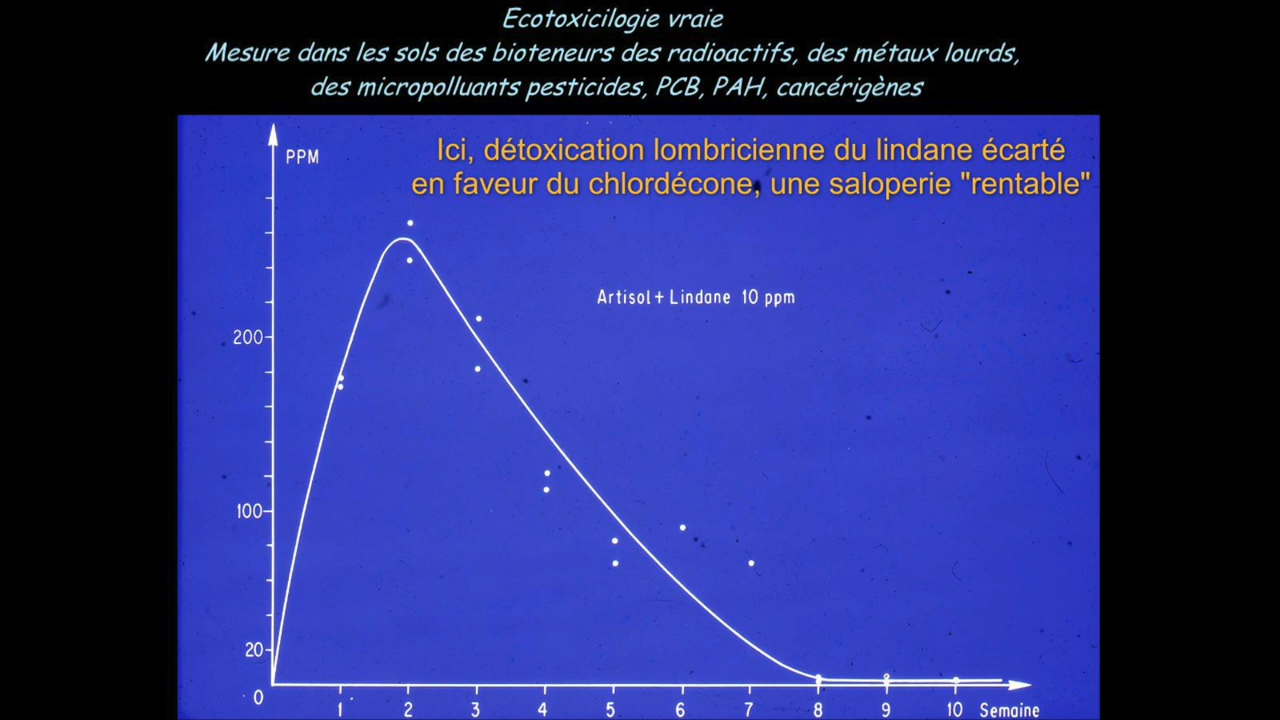 Ecotoxicilogie vraie
Mesure dans les sols des bioteneurs des radioactifs, des métaux lourds,
des micropolluants pesticides, PCB, PAH, cancérigènes
Ici, détoxication lombricienne du lindane écarté
en faveur du chlordécone, une saloperie "rentable"
PPM
Artisol + Lindane 10 ppm
200
100
20
0
1 2 3 4 5 6 7 8 9 10 Semaine